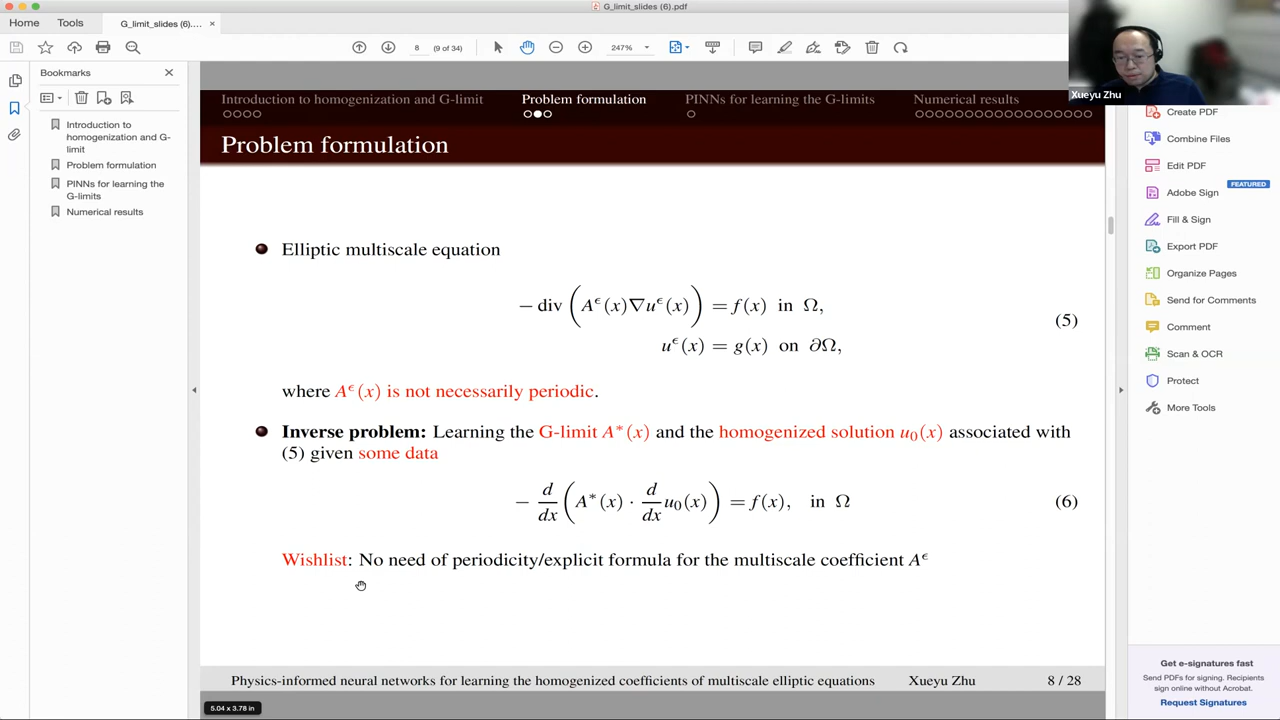 G_limit_slides (6).pdf
Home Tools G_limit_slides (6).... ×
8 (9 of 34) 247%
Bookmarks
Introduction to
homogenization and G-
limit
Problem formulation
PINNs for learning the
G-limits
Numerical results
Introduction to homogenization and G-limit Problem formulation PINNs for learning the G-limits Numerical results
Problem formulation
Elliptic multiscale equation
− div (A^ϵ(x)∇u^ϵ(x)) = f(x) in Ω,
u^ϵ(x) = g(x) on ∂Ω, (5)
where A^ϵ(x) is not necessarily periodic.
Inverse problem: Learning the G-limit A*(x) and the homogenized solution u₀(x) associated with
(5) given some data
− d/dx (A*(x) · d/dx u₀(x)) = f(x), in Ω (6)
Wishlist: No need of periodicity/explicit formula for the multiscale coefficient A^ϵ
Physics-informed neural networks for learning the homogenized coefficients of multiscale elliptic equations Xueyu Zhu 8 / 28
5.04 x 3.78 in
Xueyu Zhu
Create PDF
Combine Files
Edit PDF
FEATURED
Adobe Sign
Fill & Sign
Export PDF
Organize Pages
Send for Comments
Comment
Scan & OCR
Protect
More Tools
Get e-signatures fast
Send PDFs for signing. Recipients
sign online without Acrobat.
Request Signatures